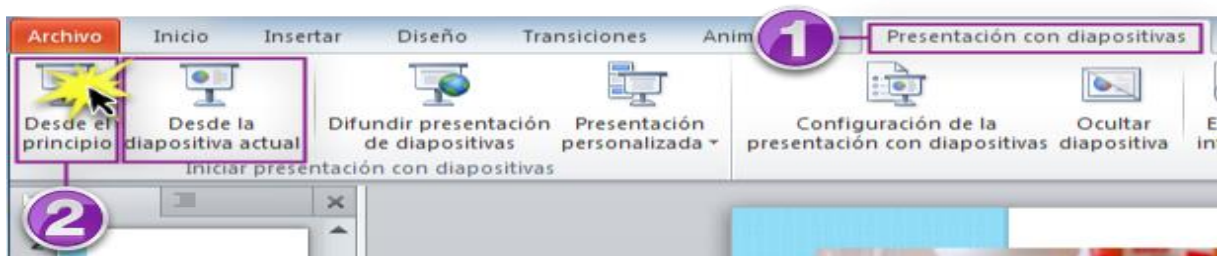 Archivo Inicio Insertar Diseño Transiciones 1 Presentación con diapositivas
Desde el principio
Desde la diapositiva actual
Difundir presentación de diapositivas
Presentación personalizada
Configuración de la presentación con diapositivas
Ocultar diapositiva
Iniciar presentación con diapositivas
2